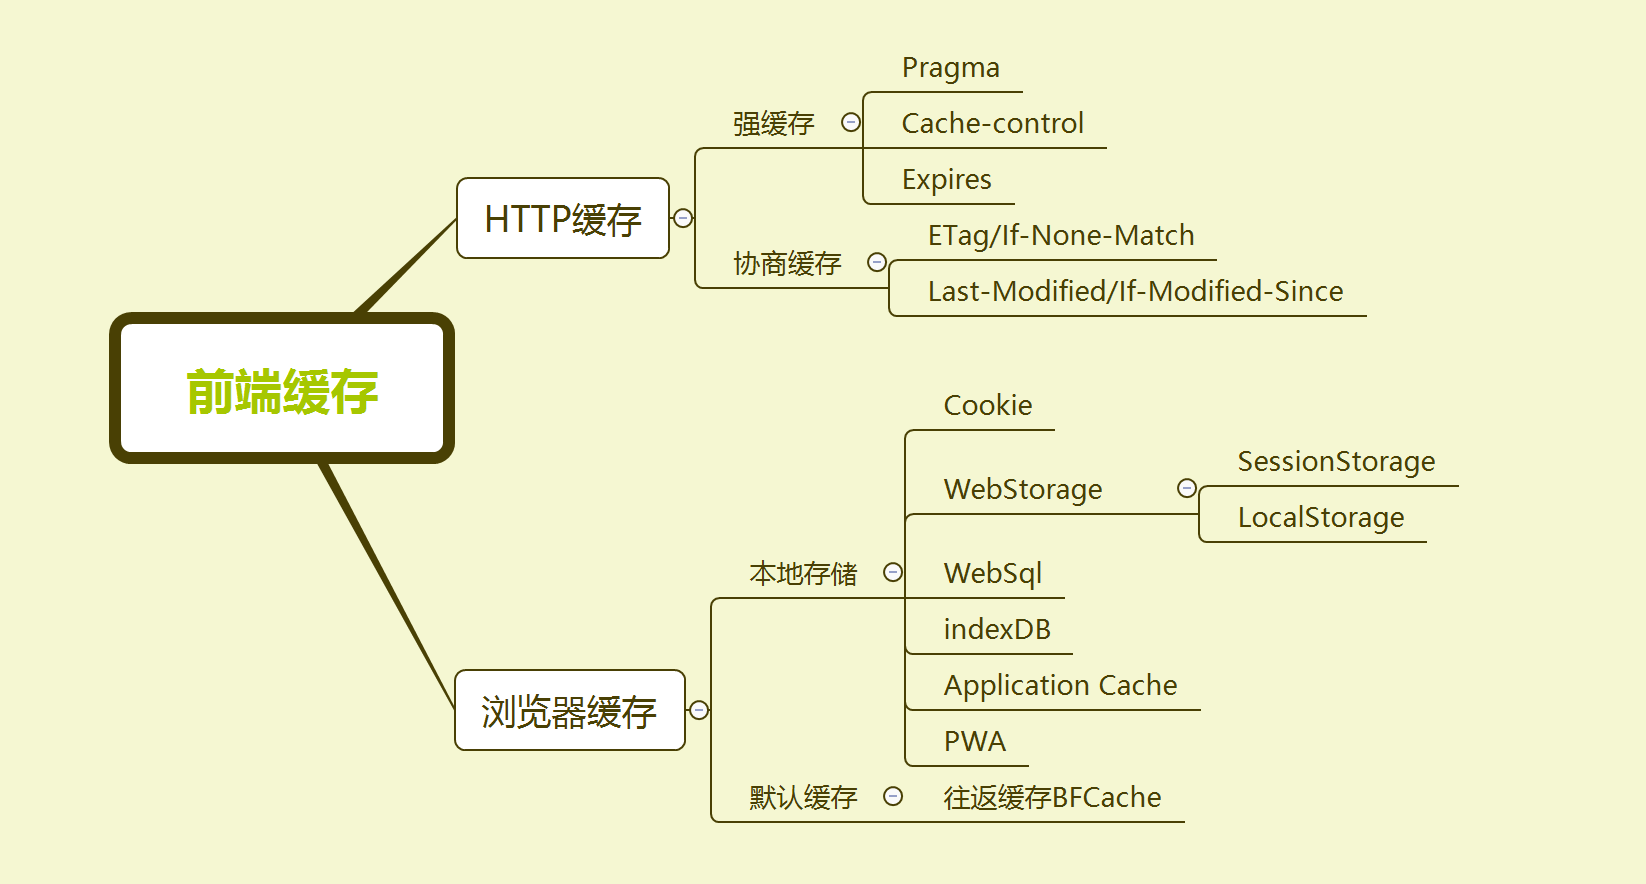 前端缓存
HTTP缓存
强缓存
Pragma
Cache-control
Expires
协商缓存
ETag/If-None-Match
Last-Modified/If-Modified-Since
浏览器缓存
本地存储
Cookie
WebStorage
SessionStorage
LocalStorage
WebSql
indexDB
Application Cache
PWA
默认缓存
往返缓存BFCache